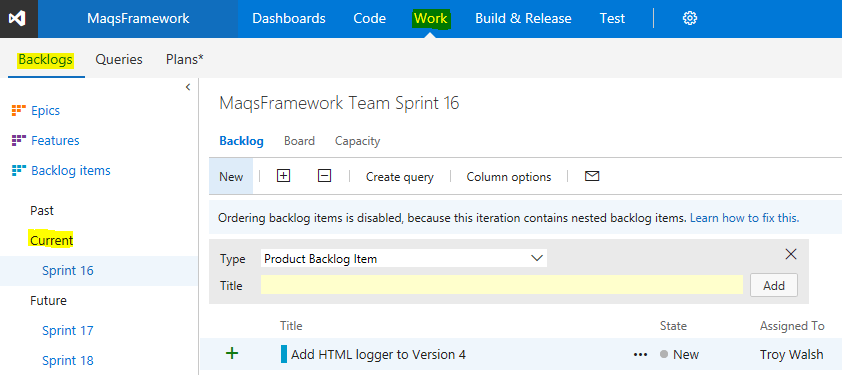 MaqsFramework Dashboards Code Work Build & Release Test
Backlogs Queries Plans*
Epics
Features
Backlog items
Past
Current
Sprint 16
Future
Sprint 17
Sprint 18
MaqsFramework Team Sprint 16
Backlog Board Capacity
New Create query Column options
Ordering backlog items is disabled, because this iteration contains nested backlog items. Learn how to fix this.
Type Product Backlog Item
Title Add
Title State Assigned To
Add HTML logger to Version 4 ••• New Troy Walsh